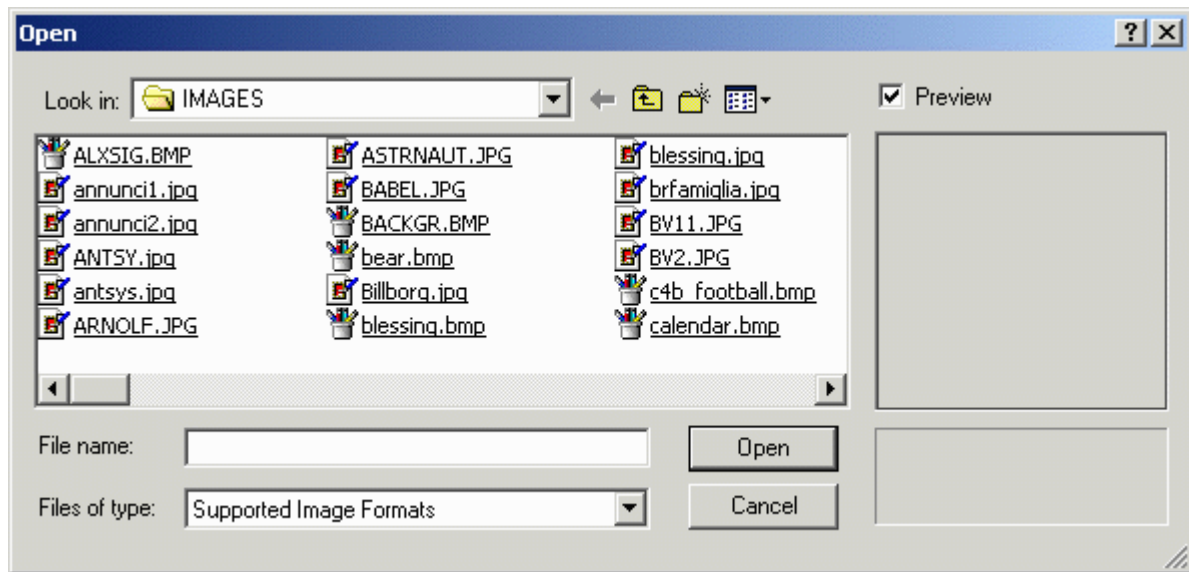 Open
Look in: IMAGES
Preview
ALXSIG.BMP
annunci1.jpg
annunci2.jpg
ANTSY.jpg
antsys.jpg
ARNOLF.JPG
ASTRNAUT.JPG
BABEL.JPG
BACKGR.BMP
bear.bmp
Billborg.jpg
blessing.bmp
blessing.jpg
brfamiglia.jpg
BV11.JPG
BV2.JPG
c4b_football.bmp
calendar.bmp
File name:
Open
Files of type: Supported Image Formats
Cancel